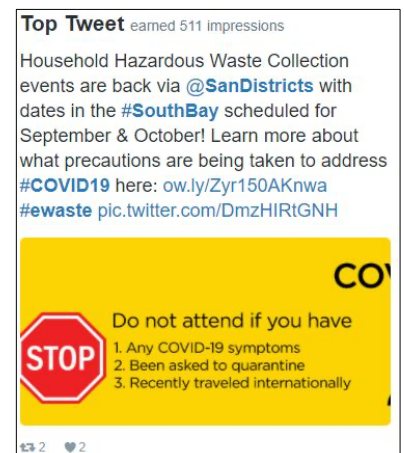 Top Tweet earned 511 impressions
Household Hazardous Waste Collection
events are back via @SanDistricts with
dates in the #SouthBay scheduled for
September & October! Learn more about
what precautions are being taken to address
#COVID19 here: ow.ly/Zyr150AKnwa
#ewaste pic.twitter.com/DmzHIRtGNH
Do not attend if you have
1. Any COVID-19 symptoms
2. Been asked to quarantine
3. Recently traveled internationally
STOP
2 2